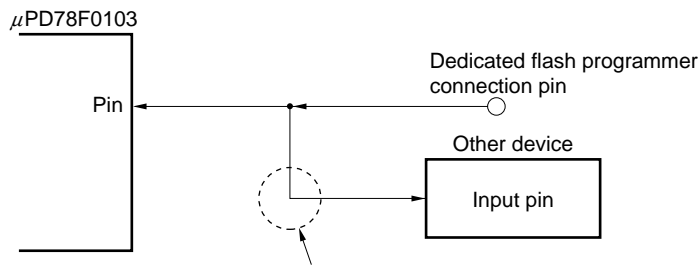 μPD78F0103
Dedicated flash programmer
connection pin
Pin
Other device
Input pin